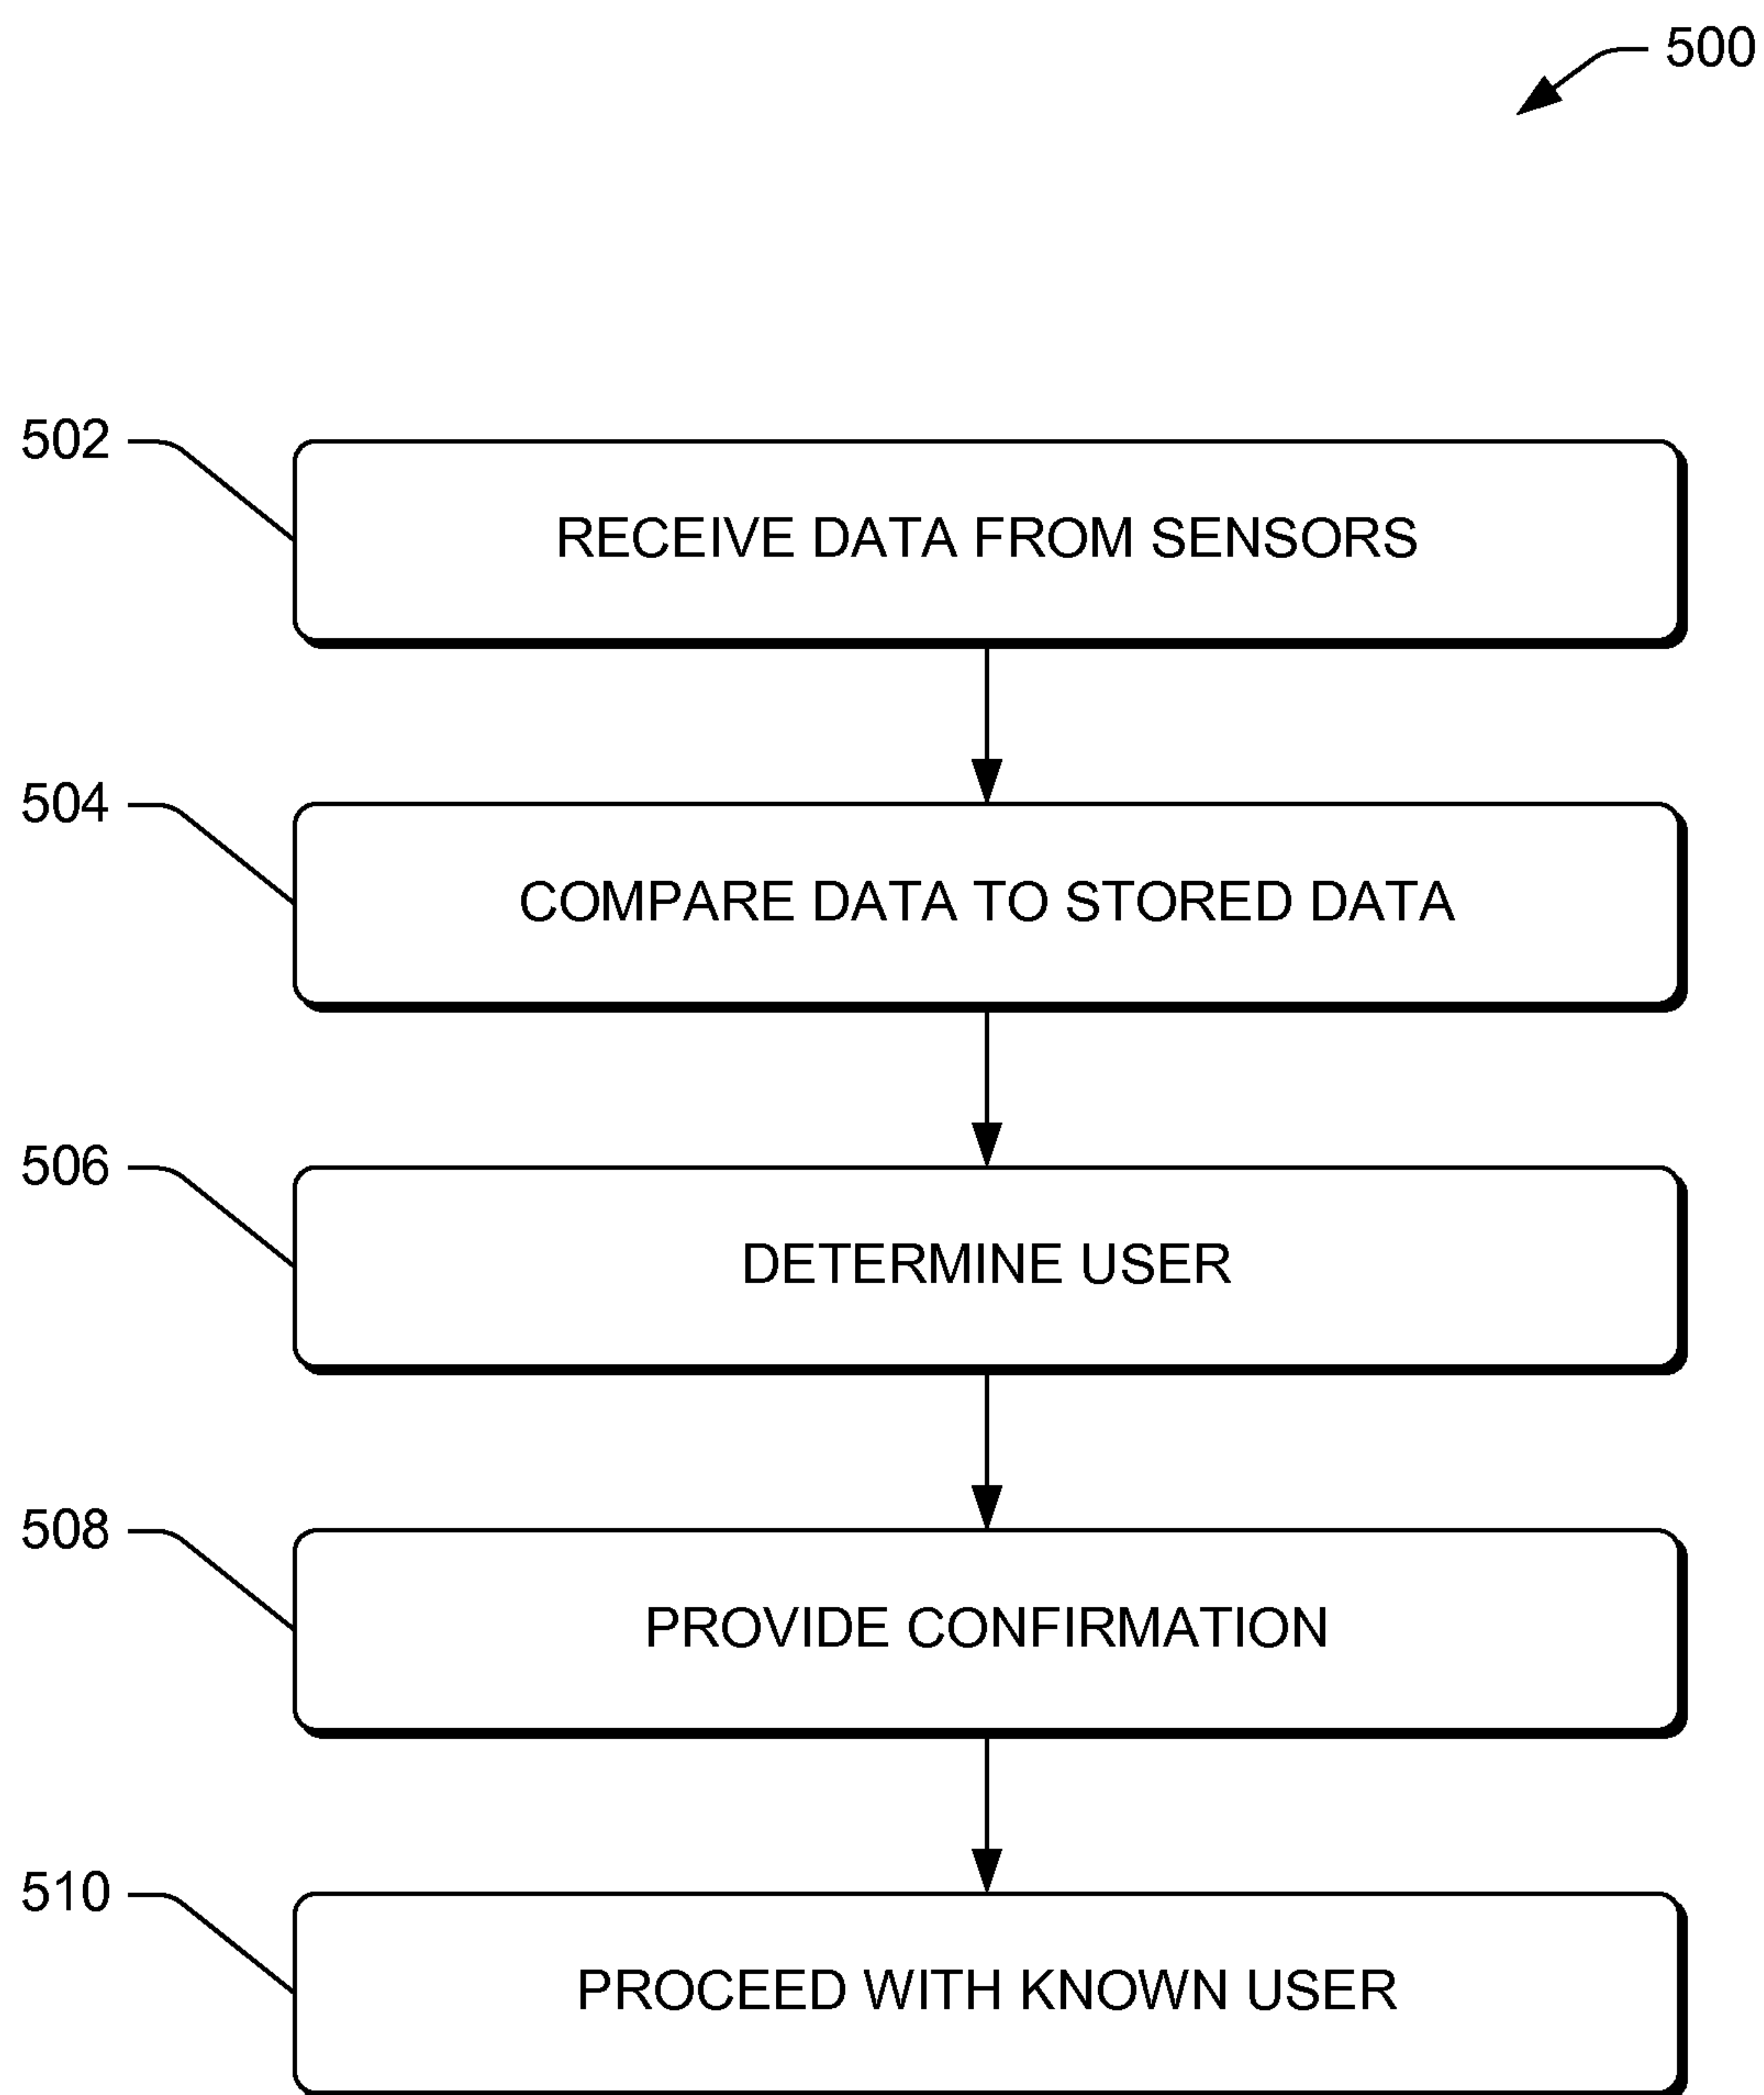 500
502
RECEIVE DATA FROM SENSORS
504
COMPARE DATA TO STORED DATA
506
DETERMINE USER
508
PROVIDE CONFIRMATION
510
PROCEED WITH KNOWN USER